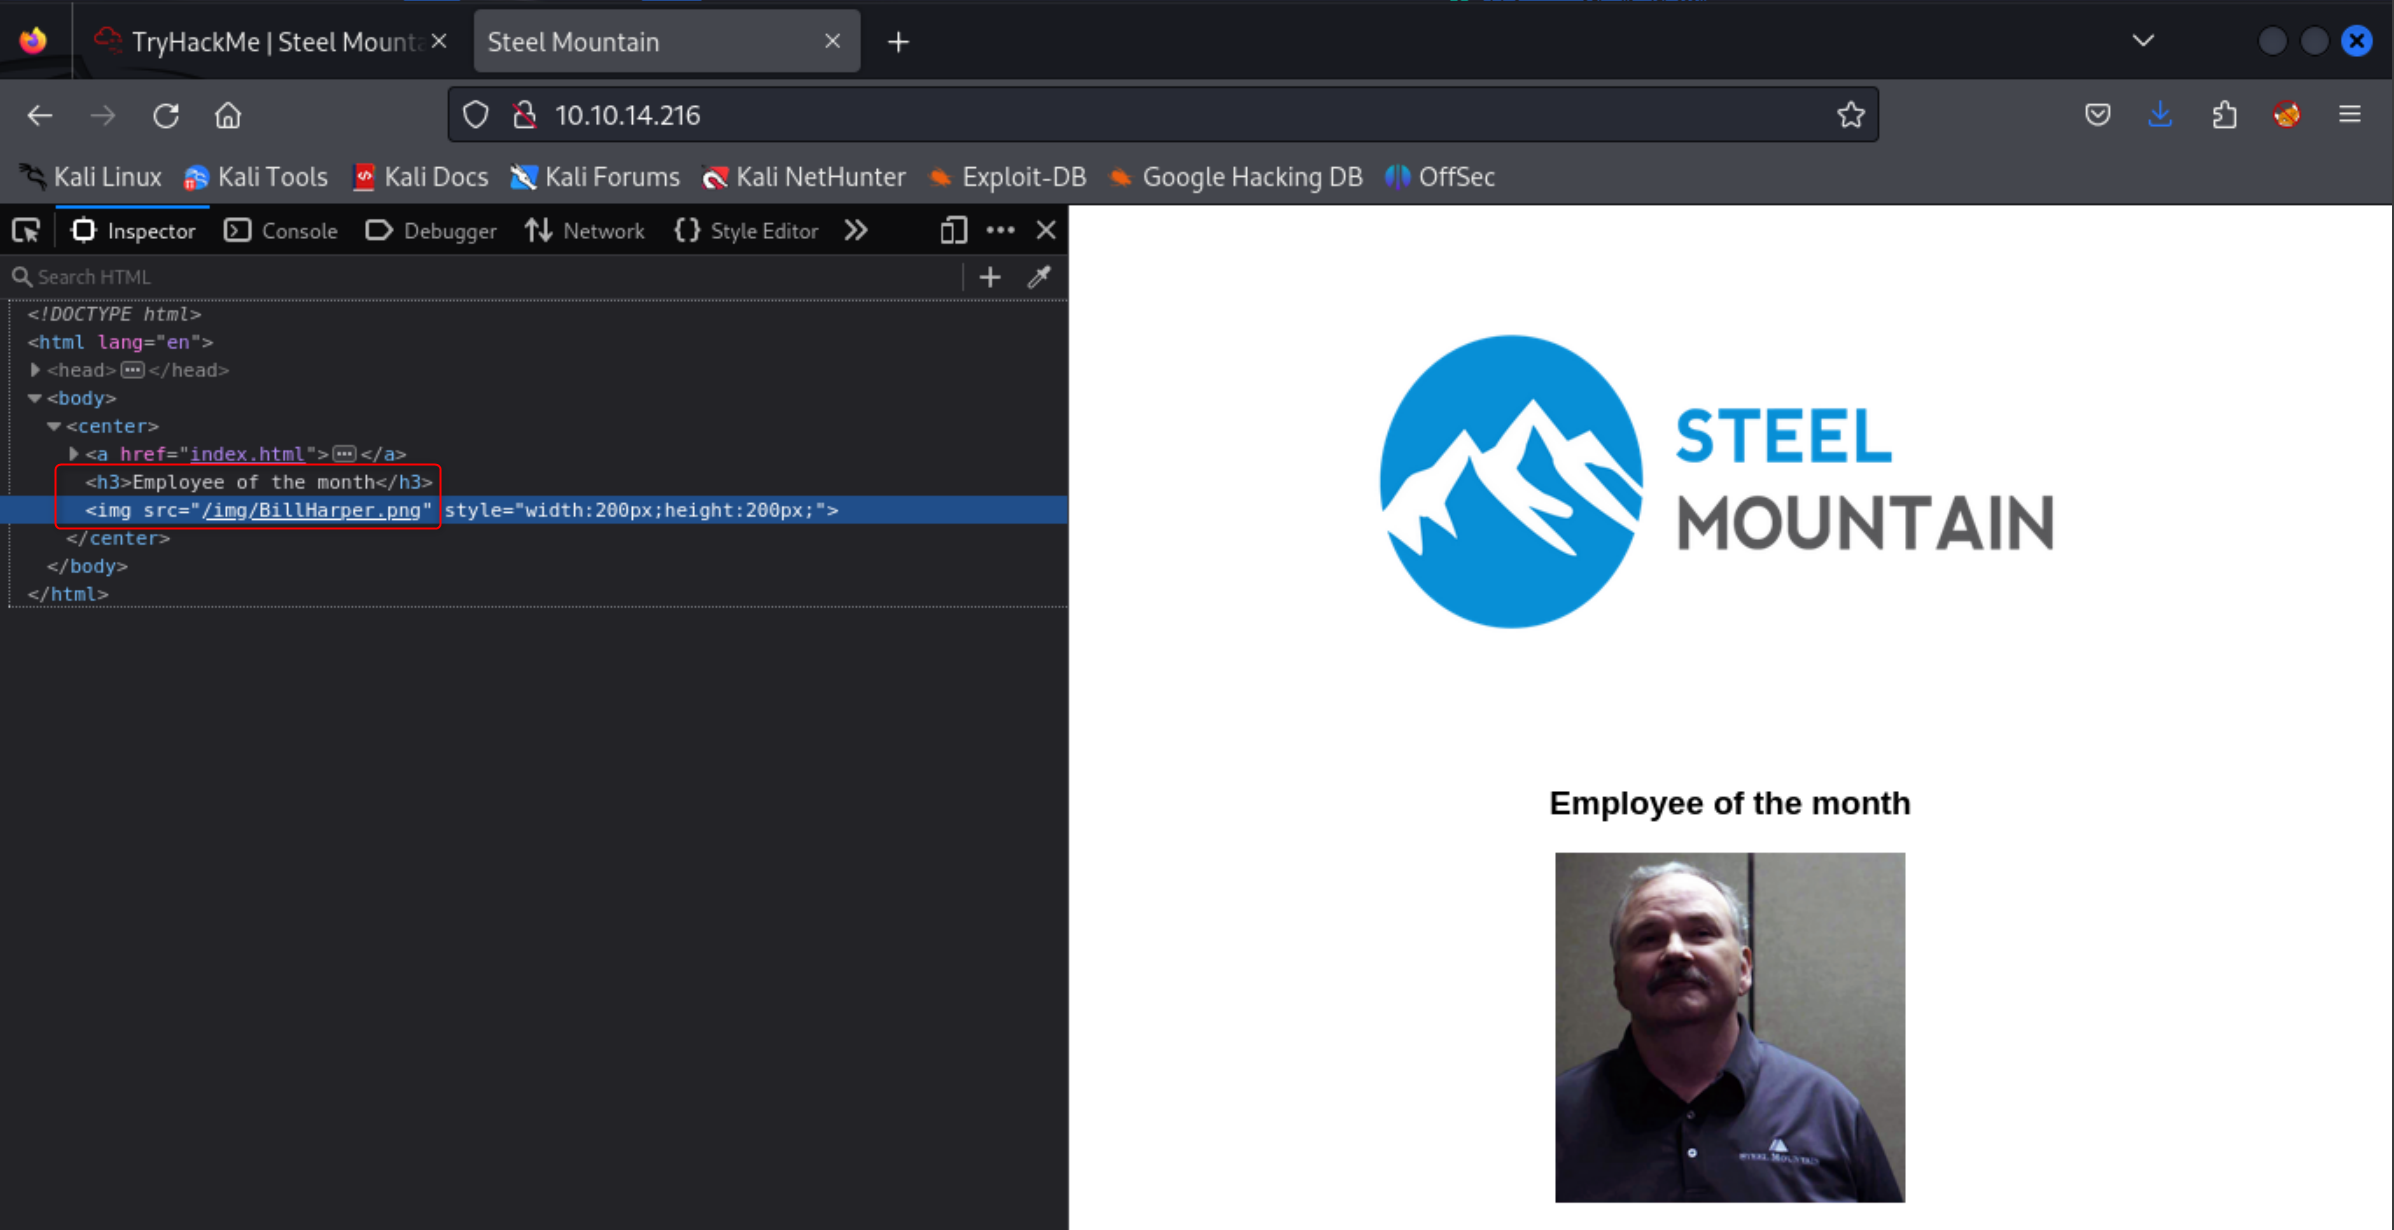 TryHackMe | Steel Mounta
Steel Mountain
10.10.14.216
Kali Linux Kali Tools Kali Docs Kali Forums Kali NetHunter Exploit-DB Google Hacking DB OffSec
Inspector Console Debugger Network Style Editor
Search HTML
<!DOCTYPE html>
<html lang="en">
<head>⋯</head>
<body>
<center>
<a href="index.html">⋯</a>
<h3>Employee of the month</h3>
<img src="/img/BillHarper.png" style="width:200px;height:200px;">
</center>
</body>
</html>
STEEL
MOUNTAIN
Employee of the month
STEEL MOUNTAIN